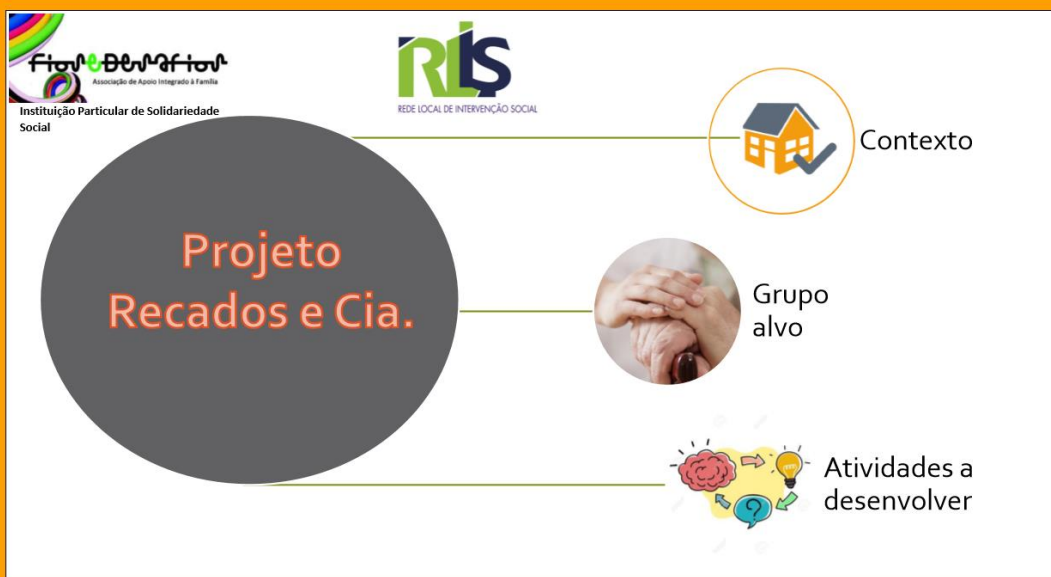 Fios e Desafios
Associação de Apoio Integrado à Família
Instituição Particular de Solidariedade
Social
RLIS
REDE LOCAL DE INTERVENÇÃO SOCIAL
Contexto
Projeto
Recados e Cia.
Grupo
alvo
Atividades a
desenvolver
?